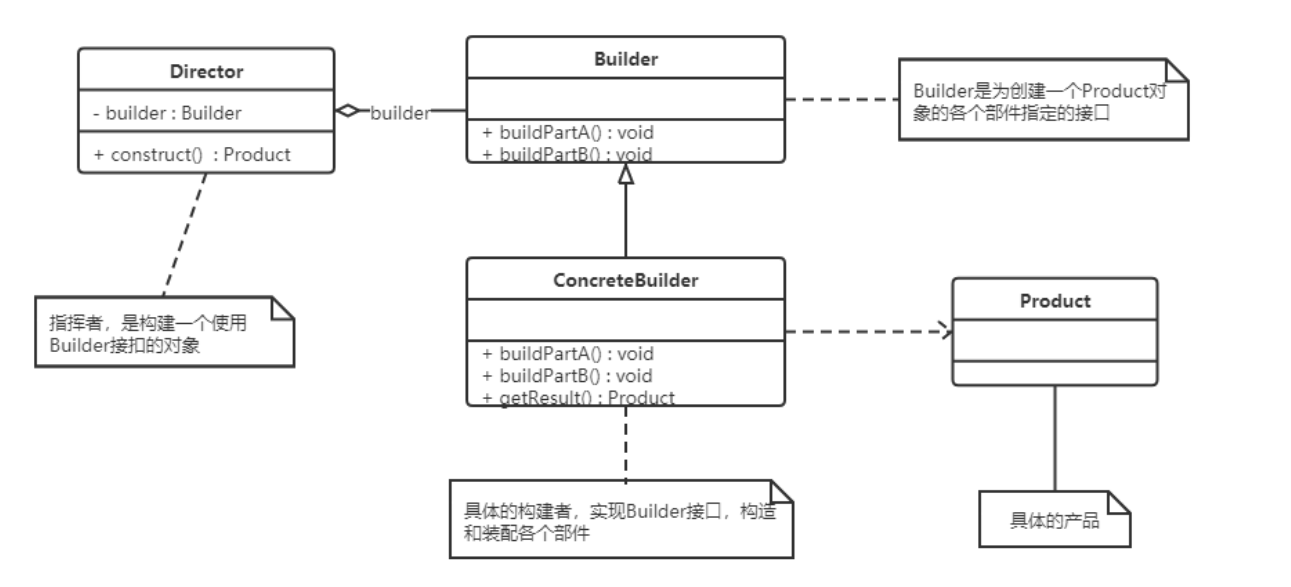 Director
- builder : Builder
+ construct() : Product
builder
Builder
+ buildPartA() : void
+ buildPartB() : void
Builder是为创建一个Product对
象的各个部件指定的接口
指挥者，是构建一个使用
Builder接扣的对象
ConcreteBuilder
+ buildPartA() : void
+ buildPartB() : void
+ getResult() : Product
Product
具体的构建者，实现Builder接口，构造
和装配各个部件
具体的产品